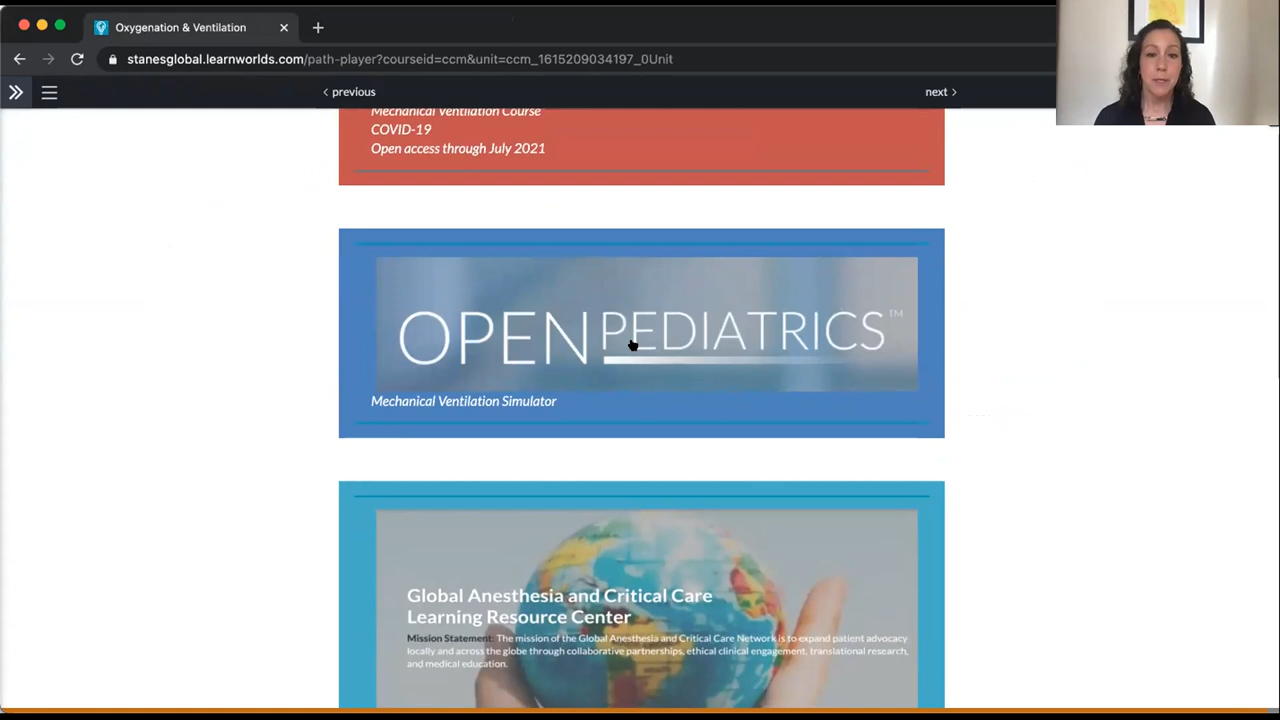 Oxygenation & Ventilation
stanesglobal.learnworlds.com/path-player?courseid=ccm&unit=ccm_1615209034197_0Unit
previous
next
Mechanical Ventilation Course
COVID-19
Open access through July 2021
OPENPEDIATRICS™
Mechanical Ventilation Simulator
Global Anesthesia and Critical Care
Learning Resource Center
Mission Statement: The mission of the Global Anesthesia and Critical Care Network is to expand patient advocacy
locally and across the globe through collaborative partnerships, ethical clinical engagement, translational research,
and medical education.